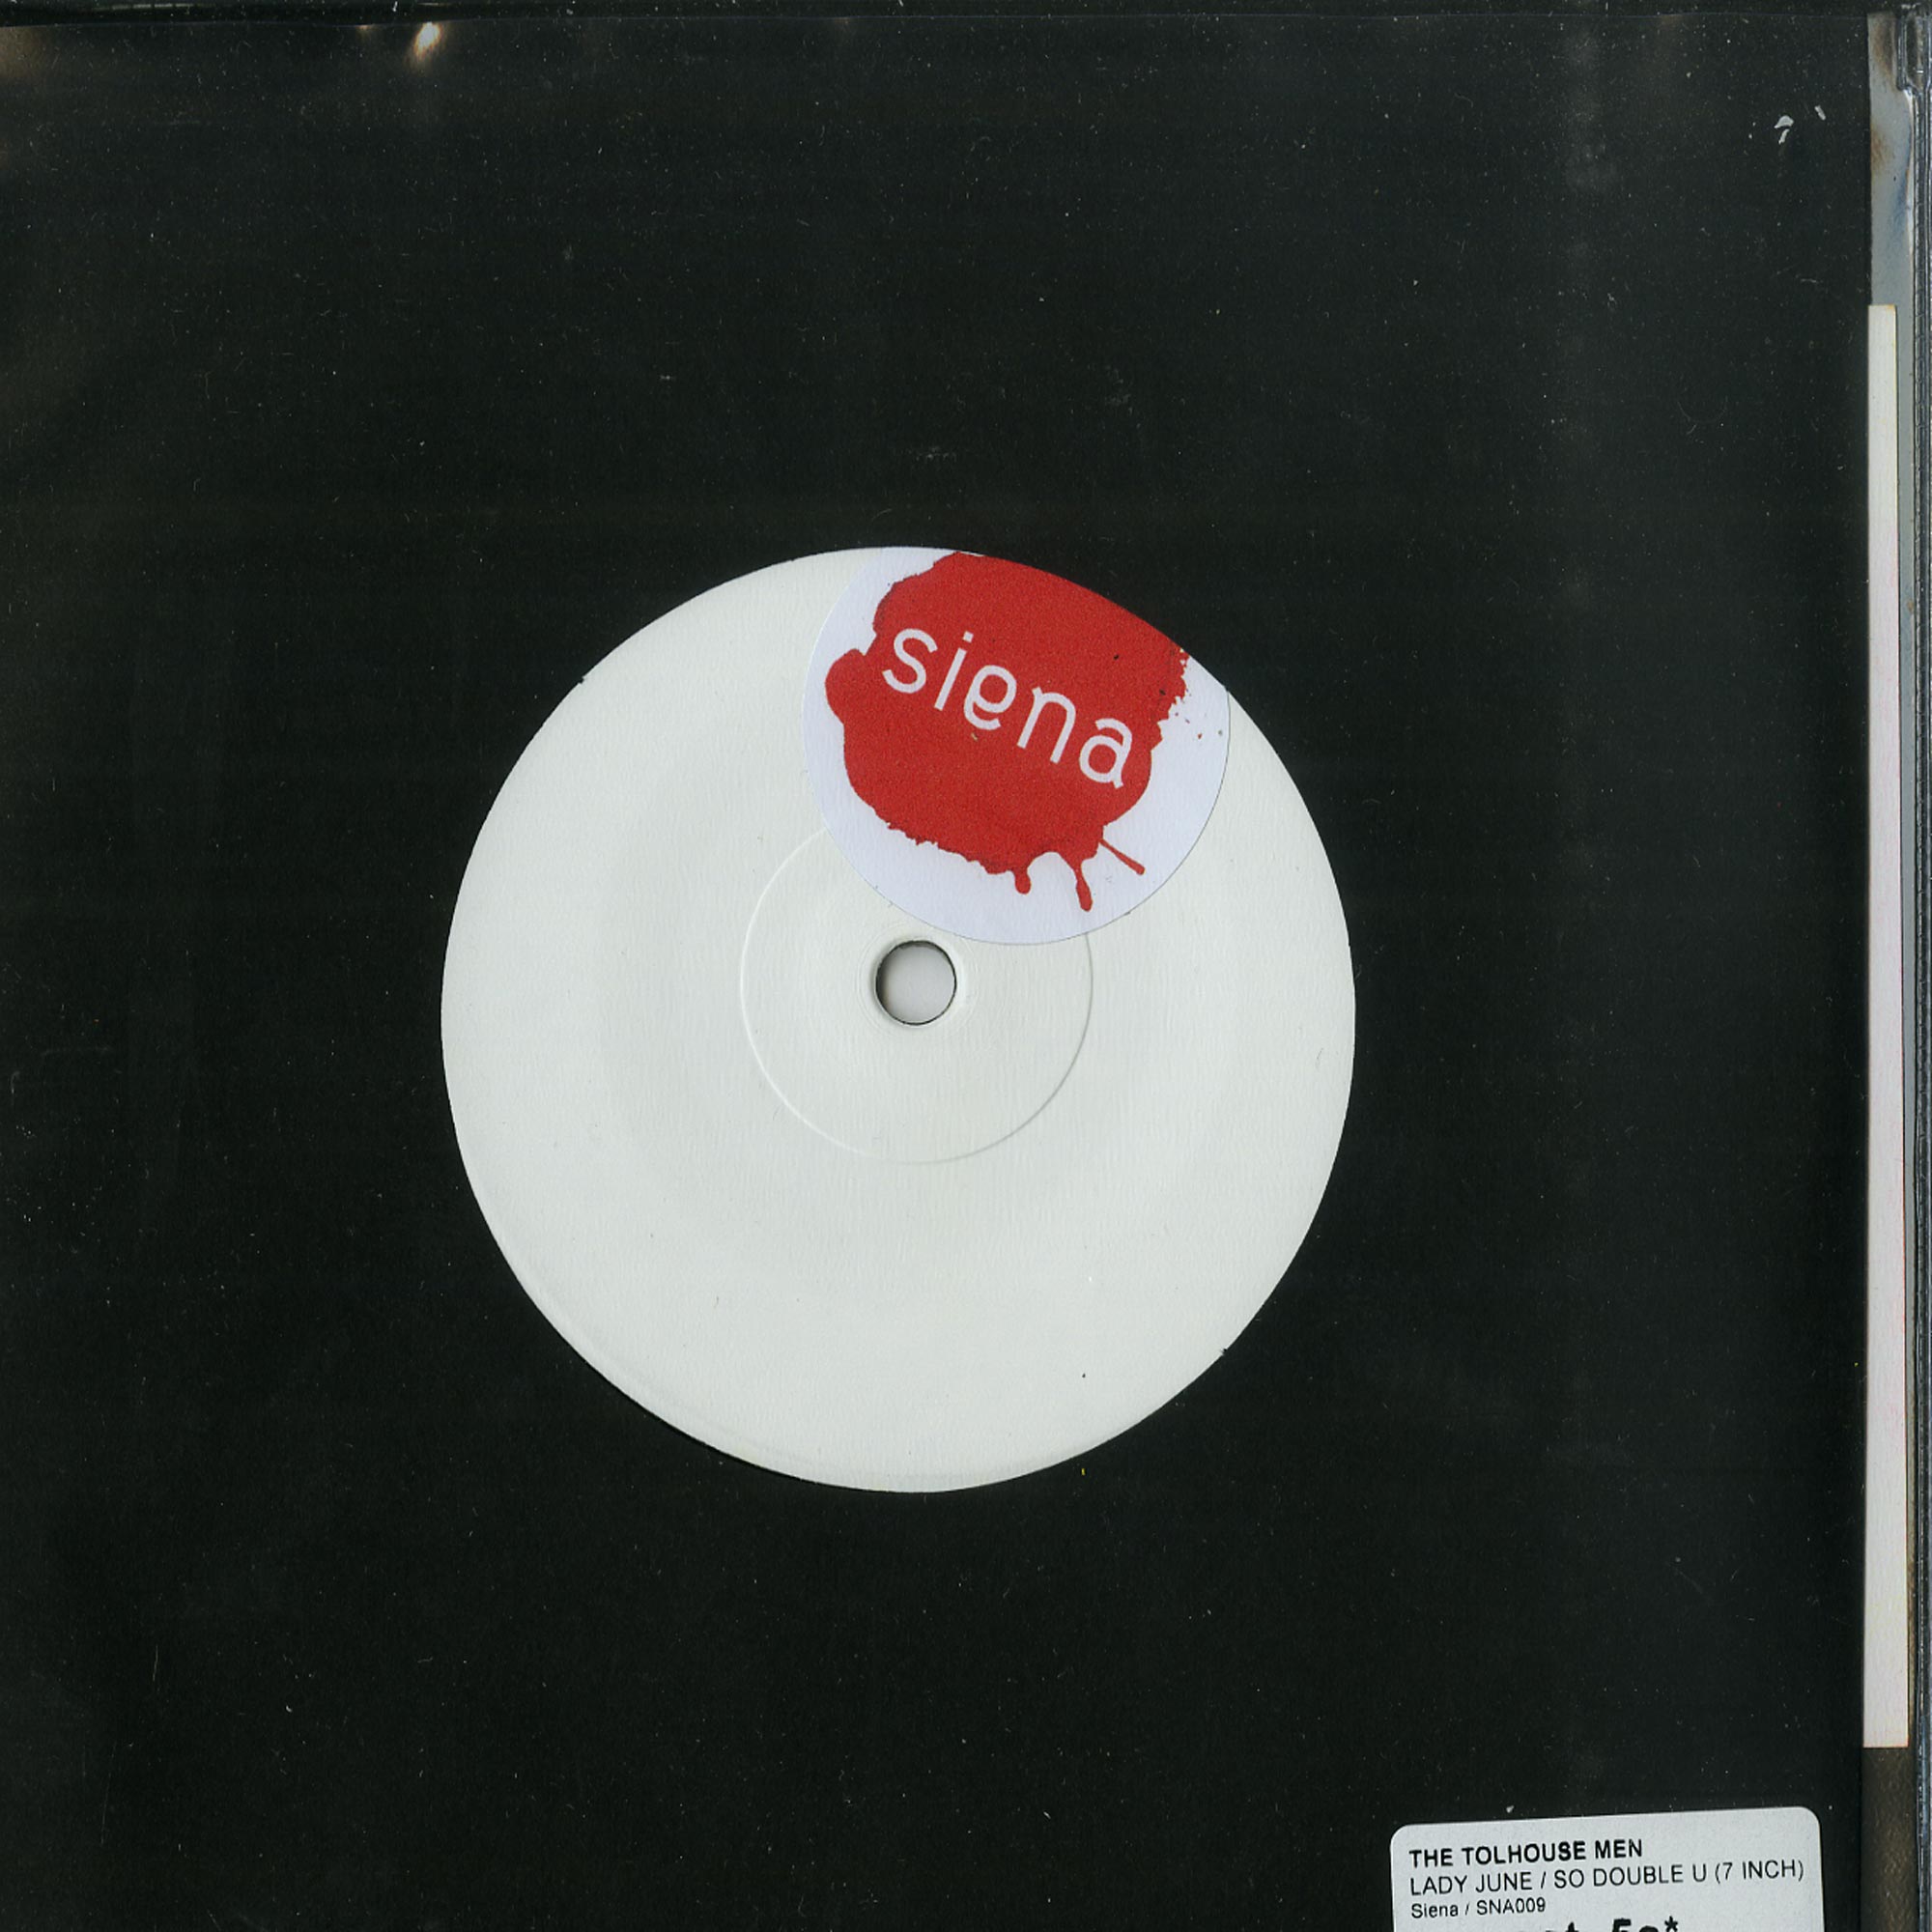 siena
THE TOLHOUSE MEN
LADY JUNE / SO DOUBLE U (7 INCH)
Siena / SNA009